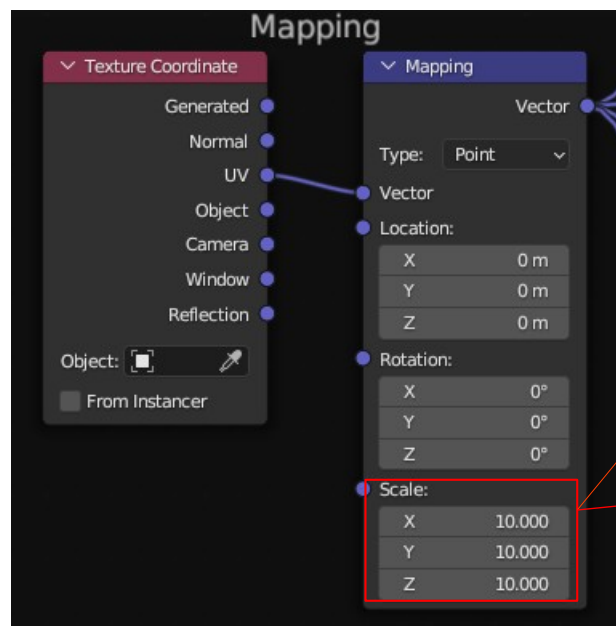 Mapping
Texture Coordinate
Generated
Normal
UV
Object
Camera
Window
Reflection
Object:
From Instancer
Mapping
Vector
Type: Point
Vector
Location:
X 0 m
Y 0 m
Z 0 m
Rotation:
X 0°
Y 0°
Z 0°
Scale:
X 10.000
Y 10.000
Z 10.000